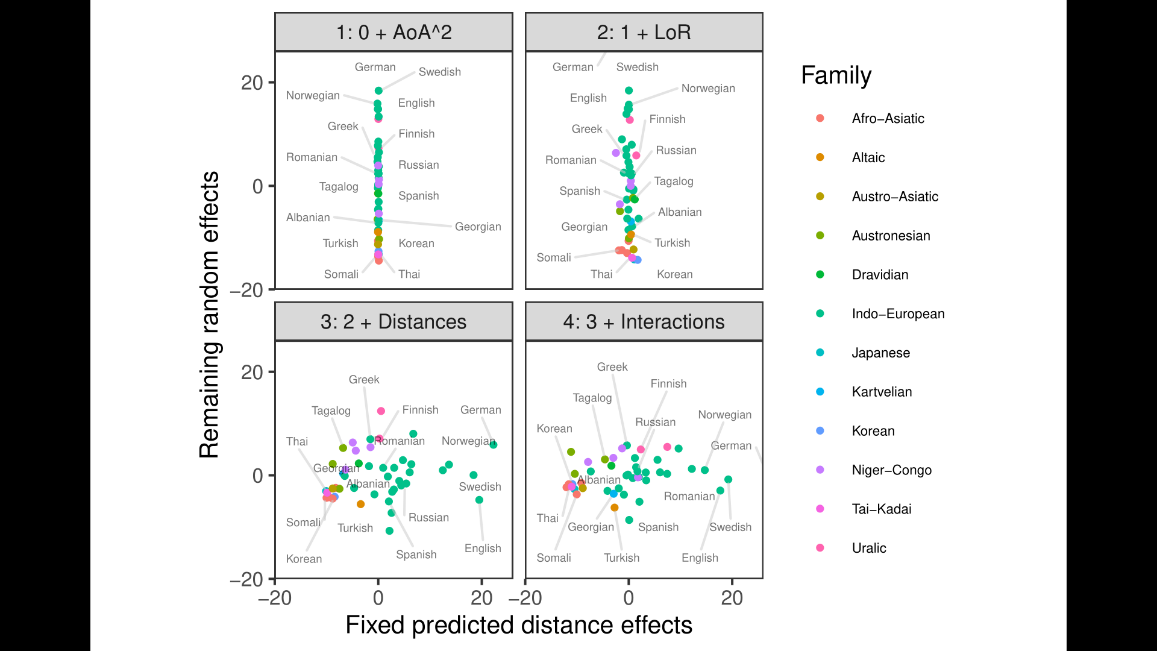 1: 0 + AoA^2
2: 1 + LoR
German
Swedish
Norwegian
English
Greek
Finnish
Romanian
Russian
Tagalog
Spanish
Albanian
Georgian
Turkish
Korean
Somali
Thai
German
Swedish
Norwegian
English
Greek
Finnish
Romanian
Russian
Spanish
Tagalog
Georgian
Albanian
Somali
Turkish
Thai
Korean
20
0
−20
3: 2 + Distances
4: 3 + Interactions
Greek
Tagalog
Finnish
German
Thai
Romanian
Norwegian
Georgian
Albanian
Swedish
Somali
Turkish
Russian
Korean
Spanish
English
Greek
Finnish
Tagalog
Norwegian
Korean
Russian
German
Albanian
Romanian
Thai
Georgian
Spanish
Swedish
Somali
Turkish
English
20
0
−20
−20
0
20
−20
0
20
Fixed predicted distance effects
Remaining random effects
Family
Afro−Asiatic
Altaic
Austro−Asiatic
Austronesian
Dravidian
Indo−European
Japanese
Kartvelian
Korean
Niger−Congo
Tai−Kadai
Uralic